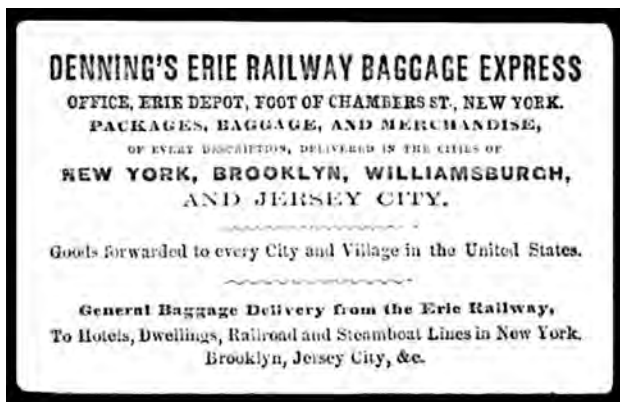 DENNING'S ERIE RAILWAY BAGGAGE EXPRESS
OFFICE, ERIE DEPOT, FOOT OF CHAMBERS ST., NEW YORK.
PACKAGES, BAGGAGE, AND MERCHANDISE,
OF EVERY DESCRIPTION, DELIVERED IN THE CITIES OF
NEW YORK, BROOKLYN, WILLIAMSBURGH,
AND JERSEY CITY.
Goods forwarded to every City and Village in the United States.
General Baggage Delivery from the Erie Railway,
To Hotels, Dwellings, Railroad and Steamboat Lines in New York,
Brooklyn, Jersey City, &c.